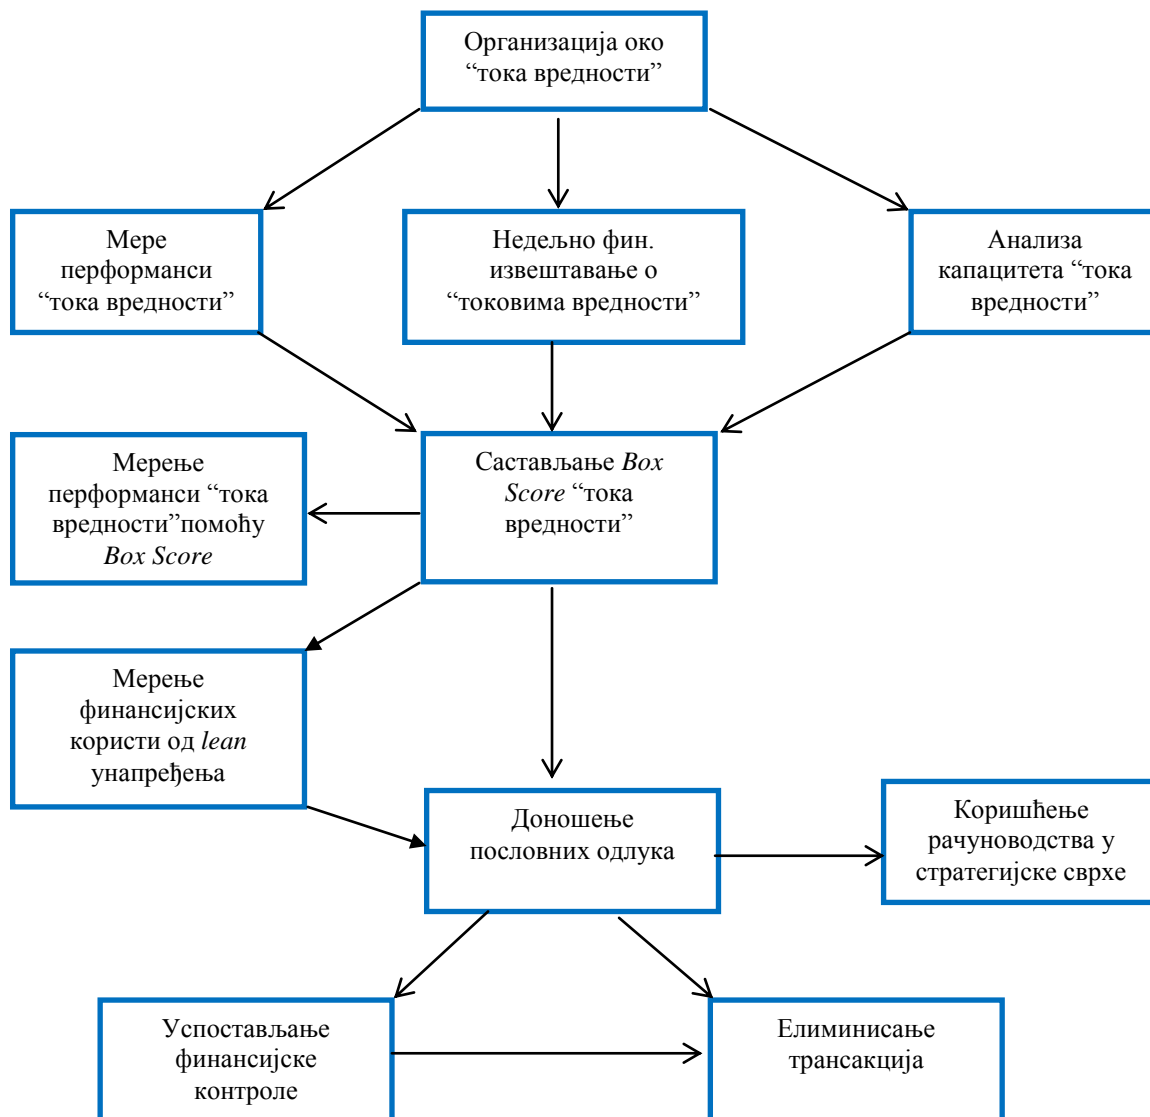 Организација око
“тока вредности”
Мере
перформанси
“тока вредности”
Недељно фин.
извештавање о
“токовима вредности”
Анализа
капацитета “тока
вредности”
Мерење
перформанси “тока
вредности”помоћу
Box Score
Састављање Box
Score “тока
вредности”
Мерење
финансијских
користи од lean
унапређења
Доношење
пословних одлука
Коришћење
рачуноводства у
стратегијске сврхе
Успостављање
финансијске
контроле
Елиминисање
трансакција